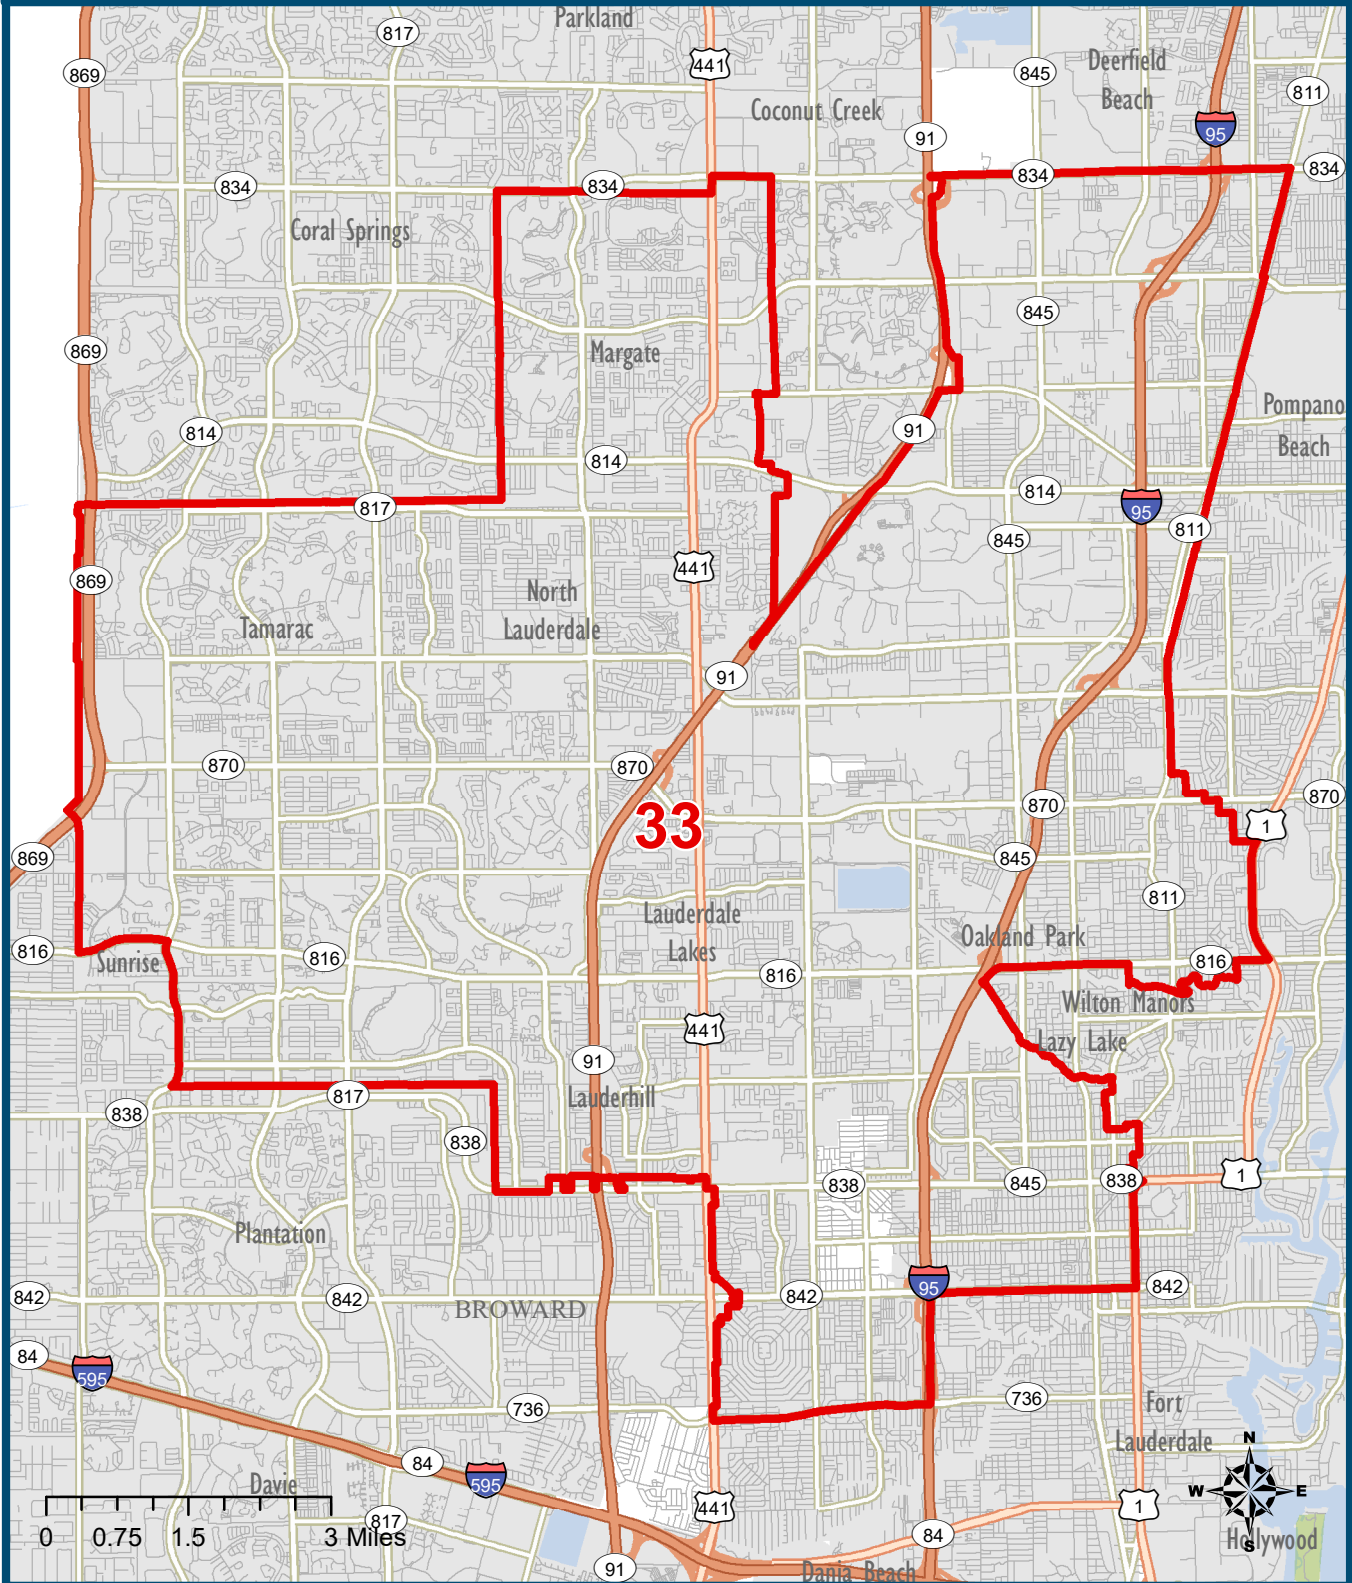 Parkland
817
441
869
845
Deerfield
Beach
811
Coconut Creek
91
95
834
834
834
834
Coral Springs
845
869
Margate
Pompano
Beach
814
91
814
814
817
95
811
441
845
869
North
Lauderdale
Tamarac
91
870
870
33
870
870
1
869
845
811
Lauderdale
Lakes
Oakland Park
816
Sunrise
816
816
816
Wilton Manors
441
Lazy Lake
91
Lauderhill
817
838
838
838
845
838
1
Plantation
842
842
BROWARD
842
95
842
84
595
736
736
Fort
Lauderdale
84
595
Davie
N
W
E
S
441
1
0 0.75 1.5 3 Miles
817
84
Hollywood
91
Dania Beach